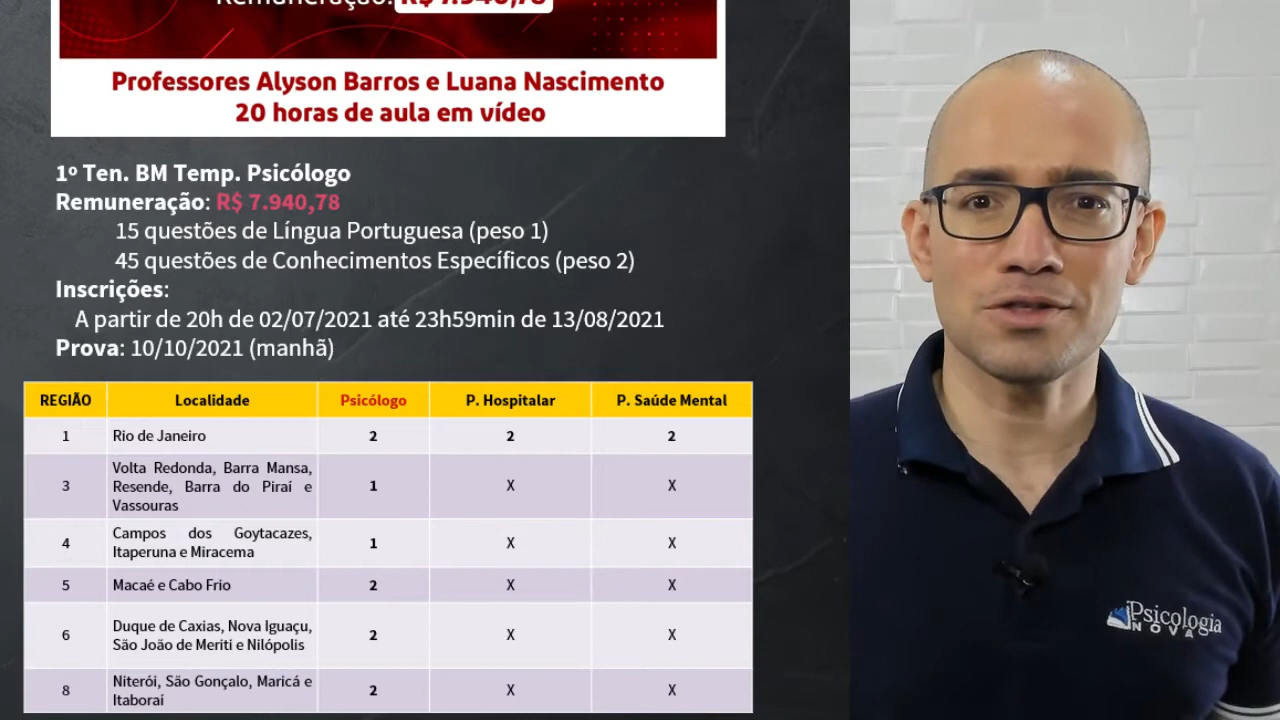 Remuneração: R$ 7.940,78
Professores Alyson Barros e Luana Nascimento
20 horas de aula em vídeo
1º Ten. BM Temp. Psicólogo
Remuneração: R$ 7.940,78
15 questões de Língua Portuguesa (peso 1)
45 questões de Conhecimentos Específicos (peso 2)
Inscrições:
A partir de 20h de 02/07/2021 até 23h59min de 13/08/2021
Prova: 10/10/2021 (manhã)
REGIÃO Localidade Psicólogo P. Hospitalar P. Saúde Mental
1 Rio de Janeiro 2 2 2
Volta Redonda, Barra Mansa,
3 Resende, Barra do Piraí e 1 X X
Vassouras
4 Campos dos Goytacazes, 1 X X
Itaperuna e Miracema
5 Macaé e Cabo Frio 2 X X
6 Duque de Caxias, Nova Iguaçu, 2 X X
São João de Meriti e Nilópolis
8 Niterói, São Gonçalo, Maricá e 2 X X
Itaboraí
Psicologia
NOVA